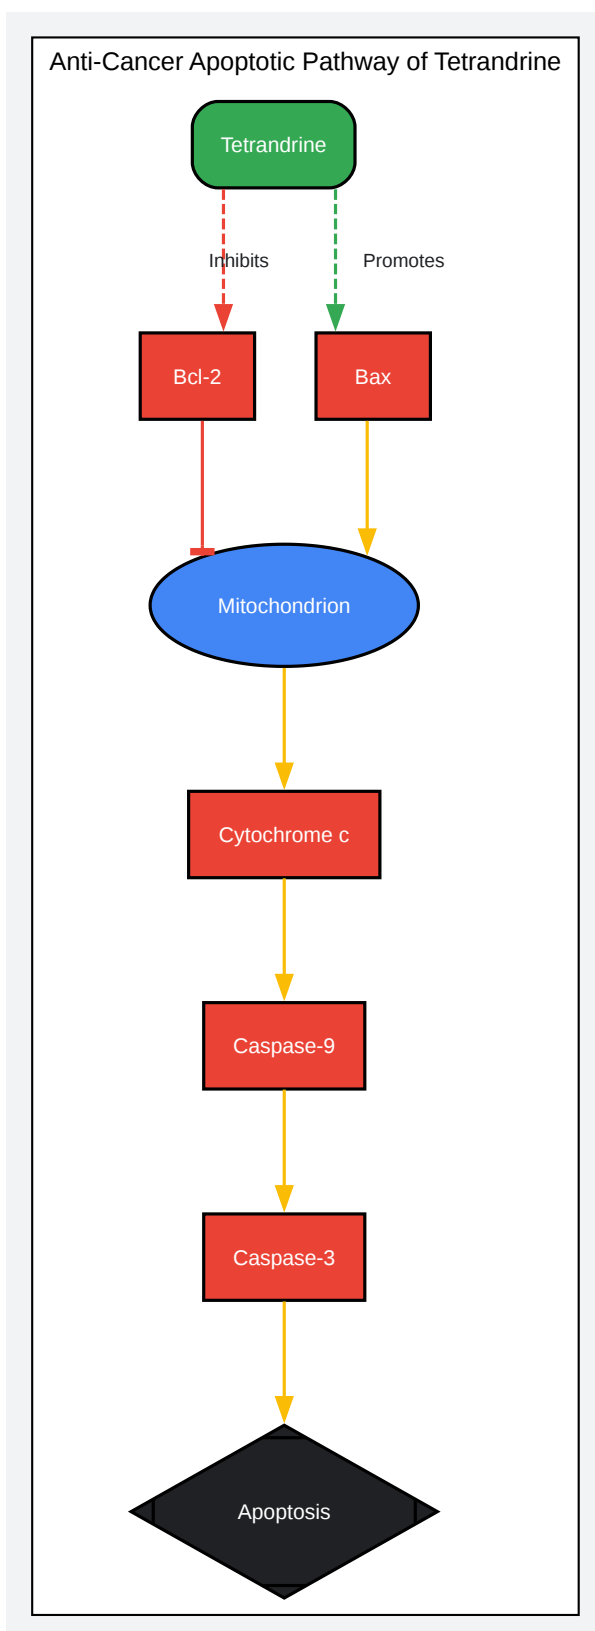 Anti-Cancer Apoptotic Pathway of Tetrandrine
Tetrandrine
Inhibits
Promotes
Bcl-2
Bax
Mitochondrion
Cytochrome c
Caspase-9
Caspase-3
Apoptosis